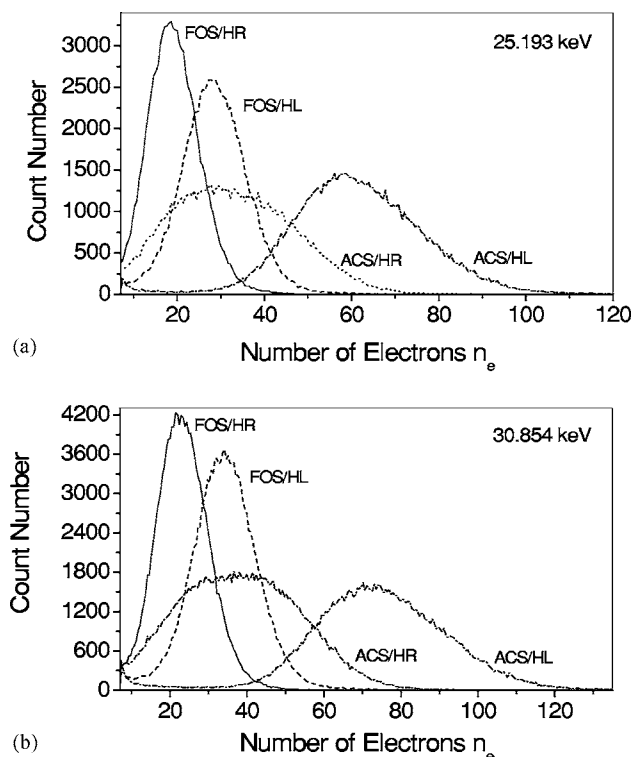 3000
2500
2000
1500
1000
500
0
Count Number
FOS/HR
FOS/HL
ACS/HR
ACS/HL
25.193 keV
20 40 60 80 100 120
(a)
Number of Electrons nₑ
4200
3600
3000
2400
1800
1200
600
0
Count Number
FOS/HR
FOS/HL
ACS/HR
ACS/HL
30.854 keV
20 40 60 80 100 120
(b)
Number of Electrons nₑ